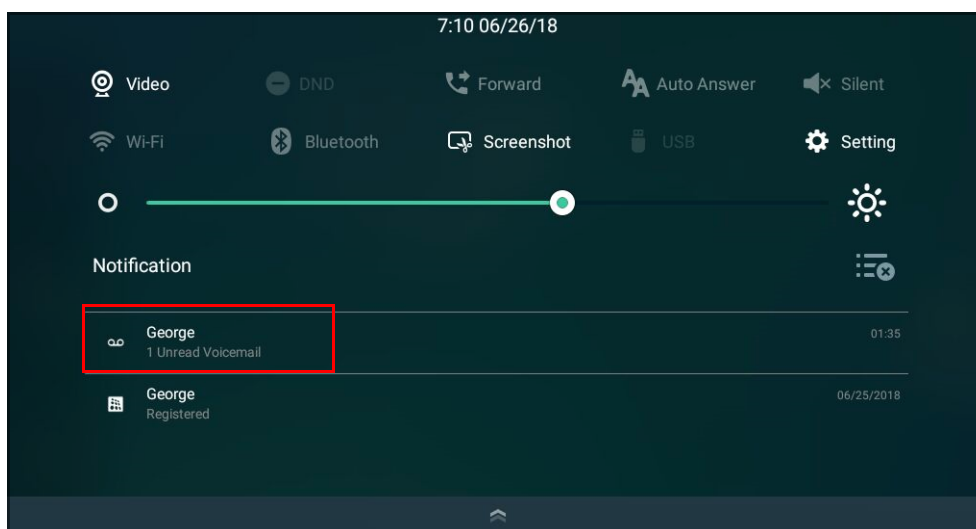 7:10 06/26/18
Video DND Forward Auto Answer Silent
Wi-Fi Bluetooth Screenshot USB Setting
Notification
George
1 Unread Voicemail 01:35
George
Registered 06/25/2018